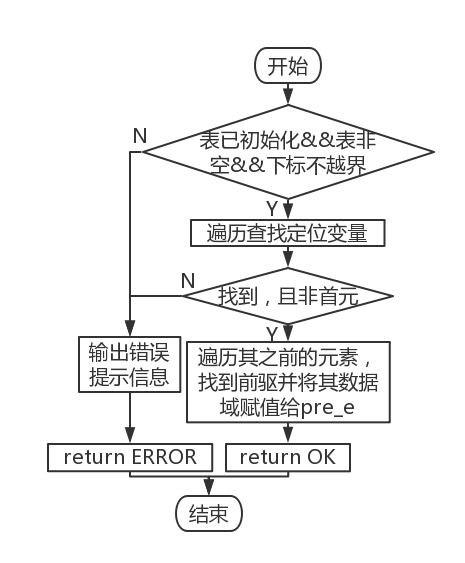 开始
N
表已初始化&&表非
空&&下标不越界
Y
遍历查找定位变量
N
找到，且非首元
Y
输出错误
提示信息
遍历其之前的元素，
找到前驱并将其数据
域赋值给pre_e
return ERROR
return OK
结束